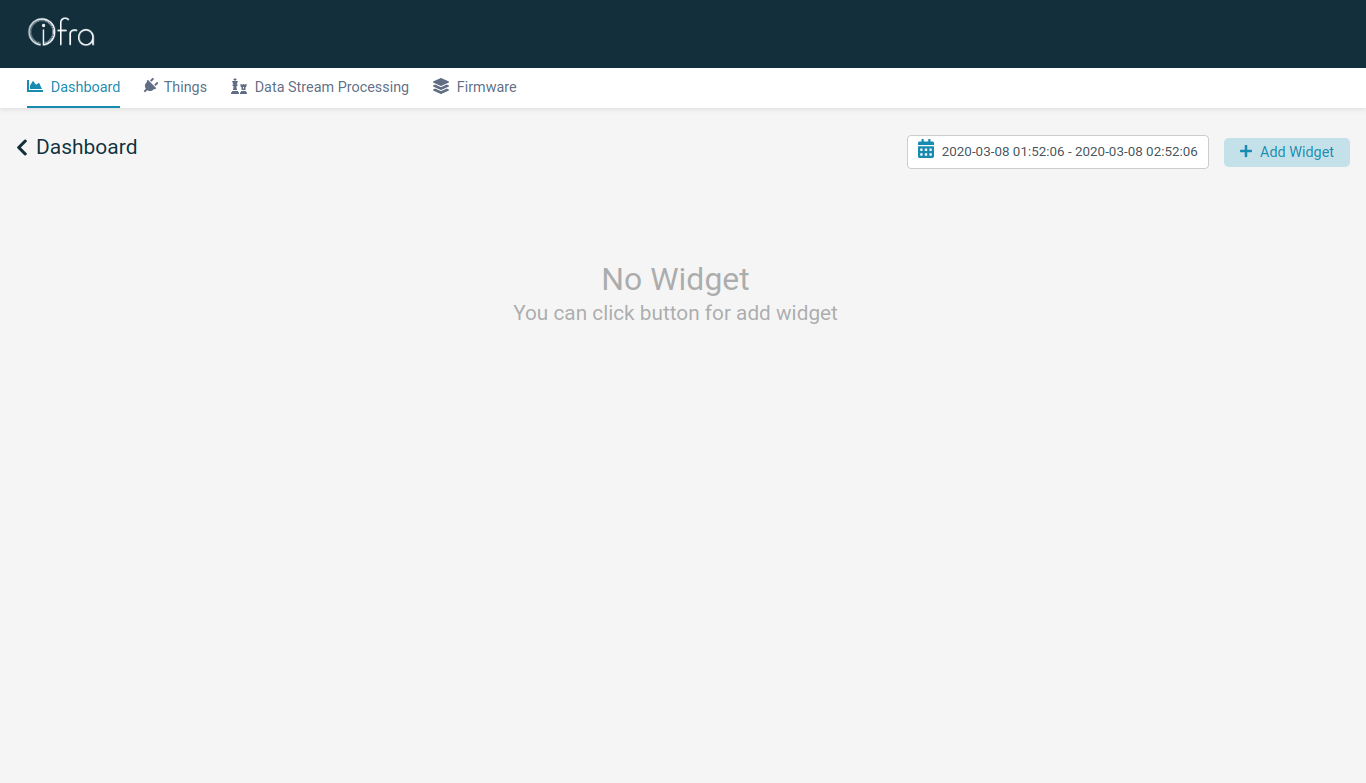 ifra
Dashboard Things Data Stream Processing Firmware
Dashboard 2020-03-08 01:52:06 - 2020-03-08 02:52:06 Add Widget
No Widget
You can click button for add widget